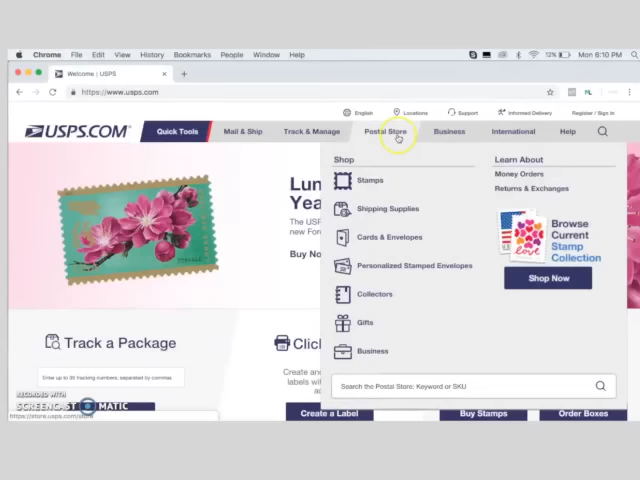 Chrome File Edit View History Bookmarks People Window Help 12% Mon 6:10 PM
Welcome | USPS
https://www.usps.com
English Locations Support Informed Delivery Register / Sign In
USPS.COM® Quick Tools Mail & Ship Track & Manage Postal Store Business International Help
Shop
Stamps
Shipping Supplies
Cards & Envelopes
Personalized Stamped Envelopes
Collectors
Gifts
Business
Search the Postal Store: Keyword or SKU
Learn About
Money Orders
Returns & Exchanges
love
Browse
Current
Stamp
Collection
Shop Now
Lun
Yea
The USP
new Fore
Buy No
Track a Package
Enter up to 35 tracking numbers, separated by commas
Click
Create an
labels with
Create a Label
Buy Stamps
Order Boxes
RECORDED WITH
SCREENCAST MATIC
https://store.usps.com/store